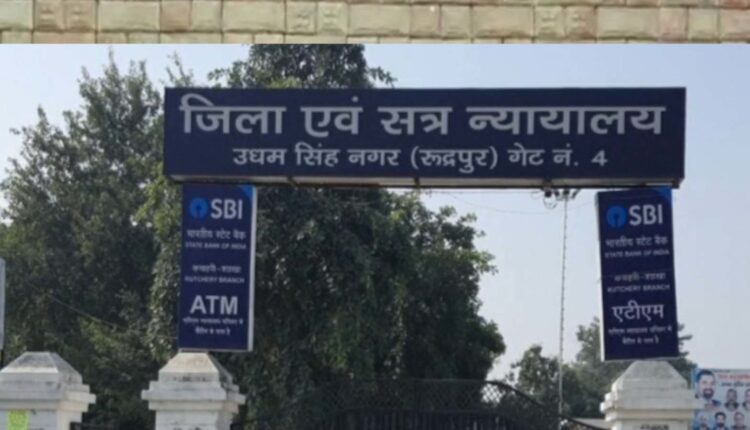 जिला एवं सत्र न्यायालय
उधम सिंह नगर (रूद्रपुर) गेट नं. 4
SBI
भारतीय स्टेट बैंक
STATE BANK OF INDIA
कचहरी-शाखा
KUTCHERY BRANCH
ATM
SBI
भारतीय स्टेट बैंक
STATE BANK OF INDIA
कचहरी-शाखा
KUTCHERY BRANCH
एटीएम